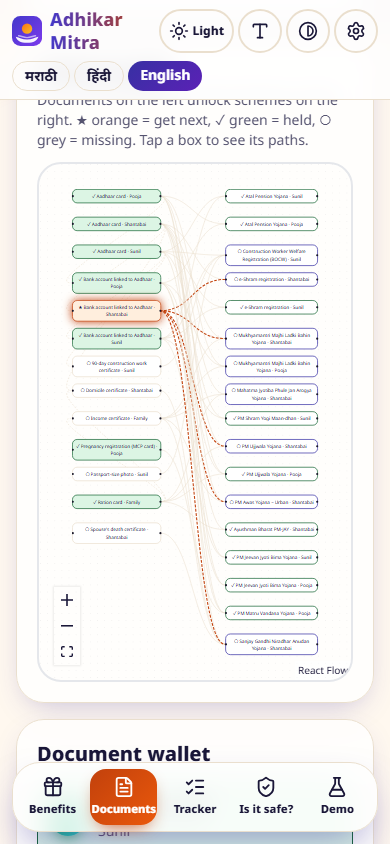 Adhikar
Mitra
Light
मराठी
हिंदी
English
Documents on the left unlock schemes on the
right. ★ orange = get next, ✓ green = held, ○
grey = missing. Tap a box to see its paths.
✓ Aadhaar card · Pooja
✓ Aadhaar card · Shantabai
✓ Aadhaar card · Sunil
✓ Bank account linked to Aadhaar ·
Pooja
★ Bank account linked to Aadhaar ·
Shantabai
✓ Bank account linked to Aadhaar ·
Sunil
○ 90-day construction work
certificate · Sunil
○ Domicile certificate · Shantabai
○ Income certificate · Family
✓ Pregnancy registration (MCP card) ·
Pooja
○ Passport-size photo · Sunil
✓ Ration card · Family
○ Spouse's death certificate ·
Shantabai
✓ Atal Pension Yojana · Sunil
✓ Atal Pension Yojana · Pooja
○ Construction Worker Welfare
Registration (BOCW) · Sunil
○ e-Shram registration · Shantabai
✓ e-Shram registration · Sunil
○ Mukhyamantri Majhi Ladki Bahin
Yojana · Shantabai
○ Mukhyamantri Majhi Ladki Bahin
Yojana · Pooja
○ Mahatma Jyotiba Phule Jan Arogya
Yojana · Shantabai
✓ PM Shram Yogi Maan-dhan · Sunil
○ PM Ujjwala Yojana · Shantabai
✓ PM Ujjwala Yojana · Pooja
○ PM Awas Yojana – Urban · Shantabai
✓ Ayushman Bharat PM-JAY · Shantabai
✓ PM Jeevan Jyoti Bima Yojana · Sunil
✓ PM Jeevan Jyoti Bima Yojana · Pooja
✓ PM Matru Vandana Yojana · Pooja
○ Sanjay Gandhi Niradhar Anudan
Yojana · Shantabai
React Flow
Document wallet
Benefits
Documents
Tracker
Is it safe?
Demo
Sunil